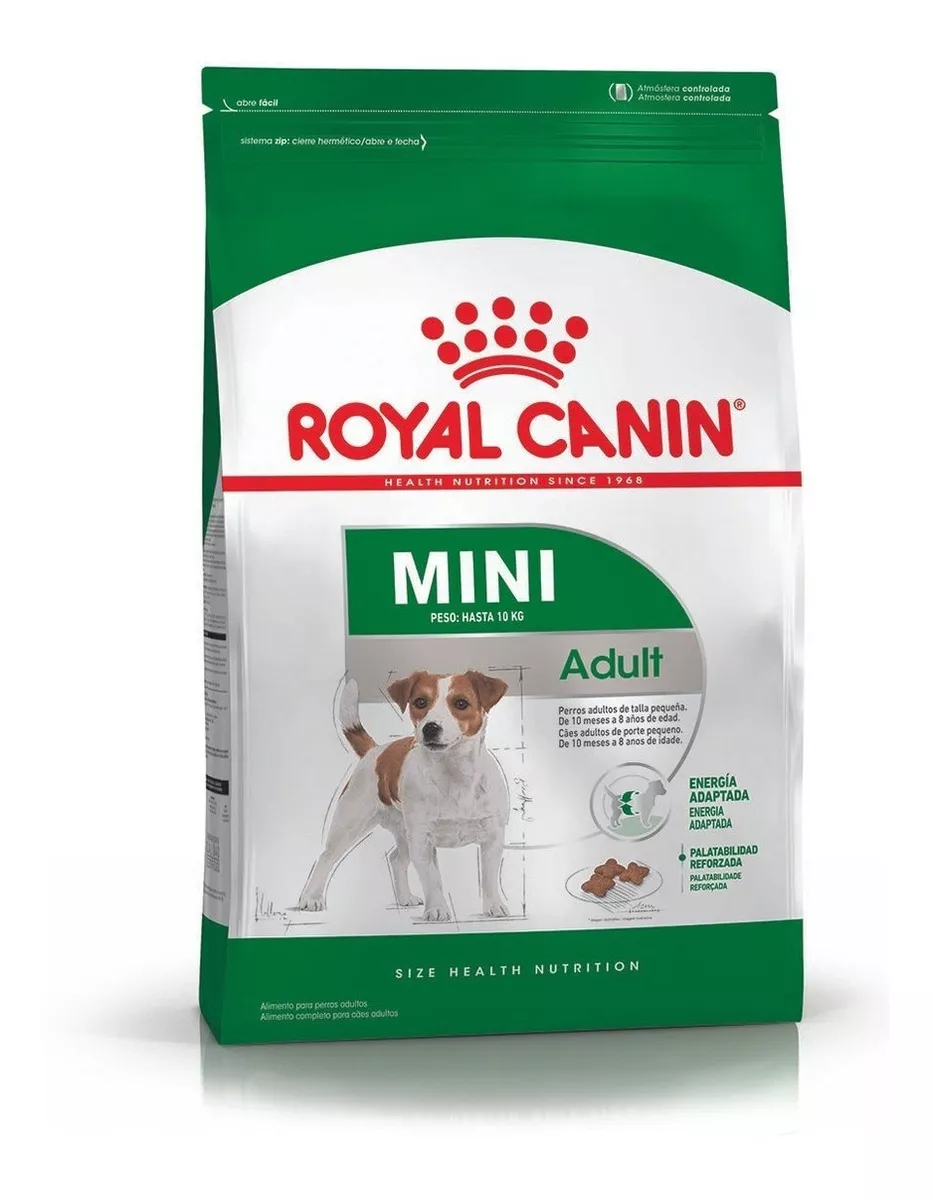 abre fácil
Atmósfera controlada
Atmosfera controlada
sistema zip: cierre hermético/abre e fecha
ROYAL CANIN®
HEALTH NUTRITION SINCE 1968
MINI
PESO: HASTA 10 KG
Adult
Perros adultos de talla pequeña.
De 10 meses a 8 años de edad.
Cães adultos de porte pequeno.
De 10 meses a 8 anos de idade.
ENERGÍA
ADAPTADA
ENERGIA
ADAPTADA
PALATABILIDAD
REFORZADA
PALATABILIDADE
REFORÇADA
SIZE HEALTH NUTRITION
Alimento para perros adultos
Alimento completo para cães adultos